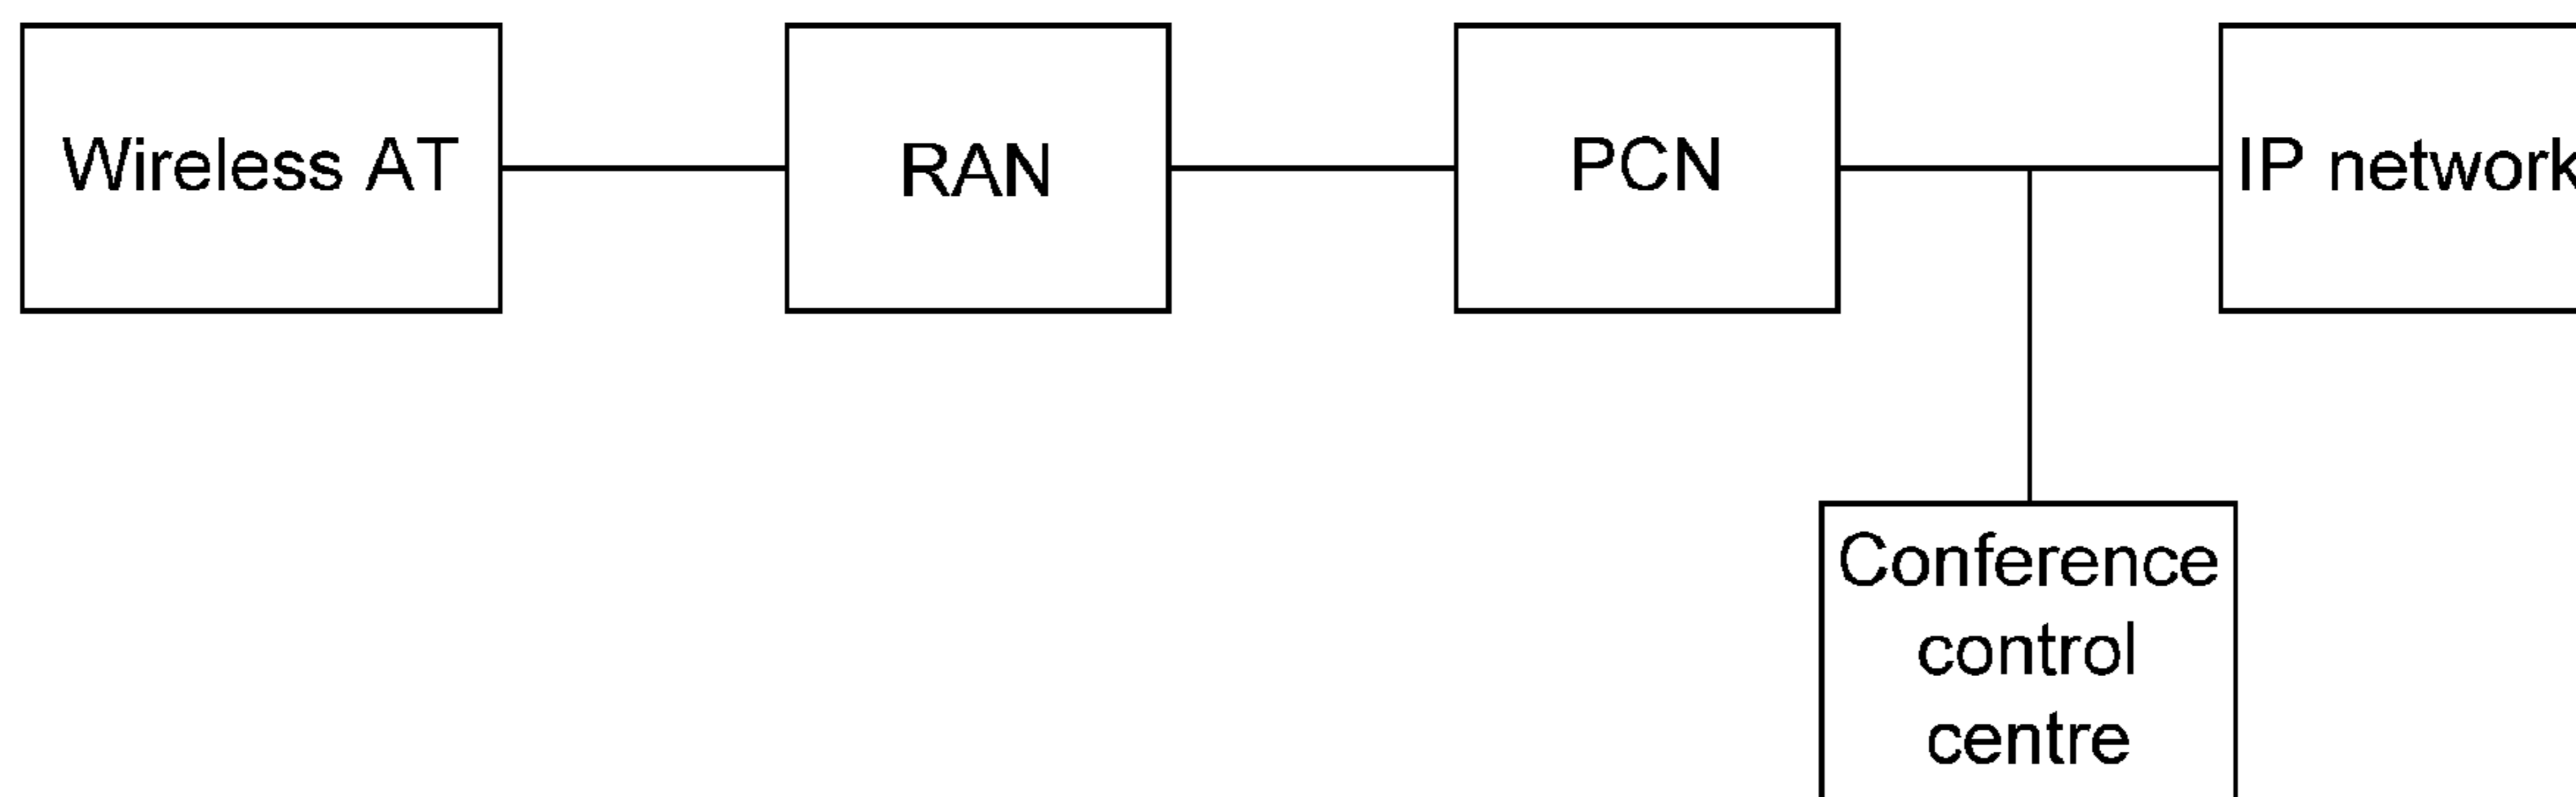 Wireless AT
RAN
PCN
IP network
Conference
control
centre